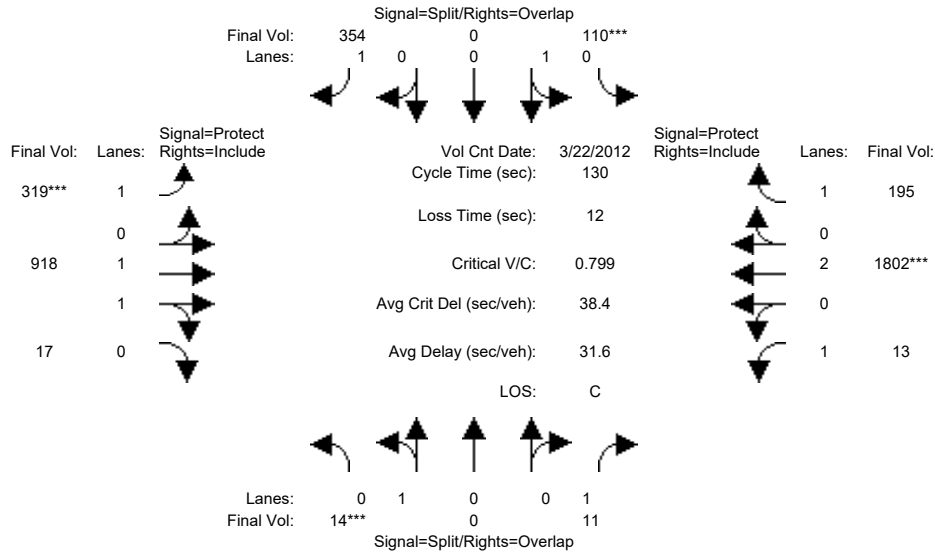 Signal=Split/Rights=Overlap
Final Vol: 354 0 110***
Lanes: 1 0 0 1 0
Signal=Protect
Final Vol: Lanes: Rights=Include
Vol Cnt Date: 3/22/2012
Signal=Protect
Rights=Include Lanes: Final Vol:
Cycle Time (sec): 130
319*** 1
1 195
Loss Time (sec): 12
0
0
918 1
Critical V/C: 0.799
2 1802***
1
Avg Crit Del (sec/veh): 38.4
0
17 0
Avg Delay (sec/veh): 31.6
1 13
LOS: C
Lanes: 0 1 0 0 1
Final Vol: 14*** 0 11
Signal=Split/Rights=Overlap